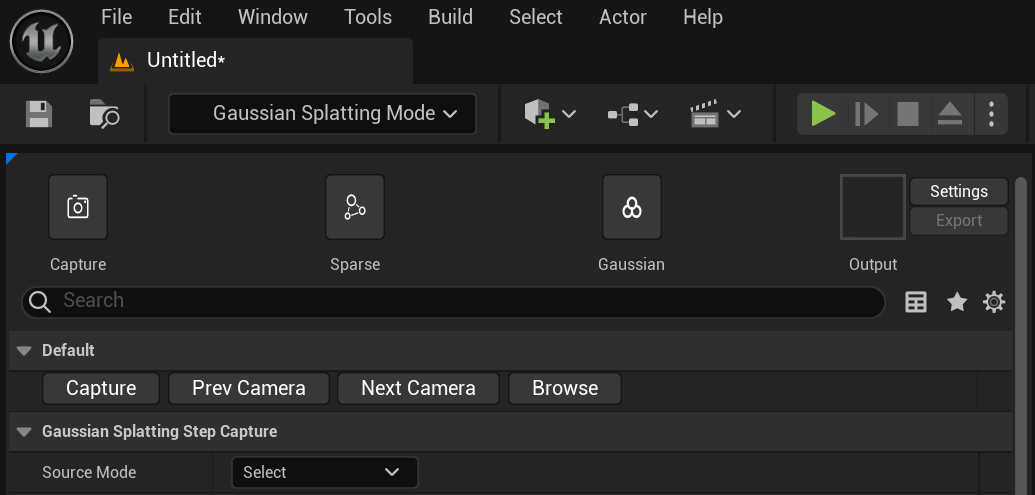 File Edit Window Tools Build Select Actor Help
Untitled*
Gaussian Splatting Mode
Settings
Export
Capture Sparse Gaussian Output
Search
Default
Capture Prev Camera Next Camera Browse
Gaussian Splatting Step Capture
Source Mode Select